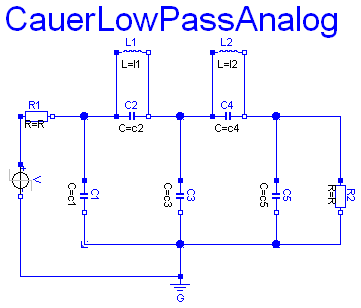 CauerLowPassAnalog
L1
L2
L=l1
L=l2
R1
C2
C4
R=R
C=c2
C=c4
V
C1
C=c1
C3
C=c3
C5
C=c5
R2
R=R
G